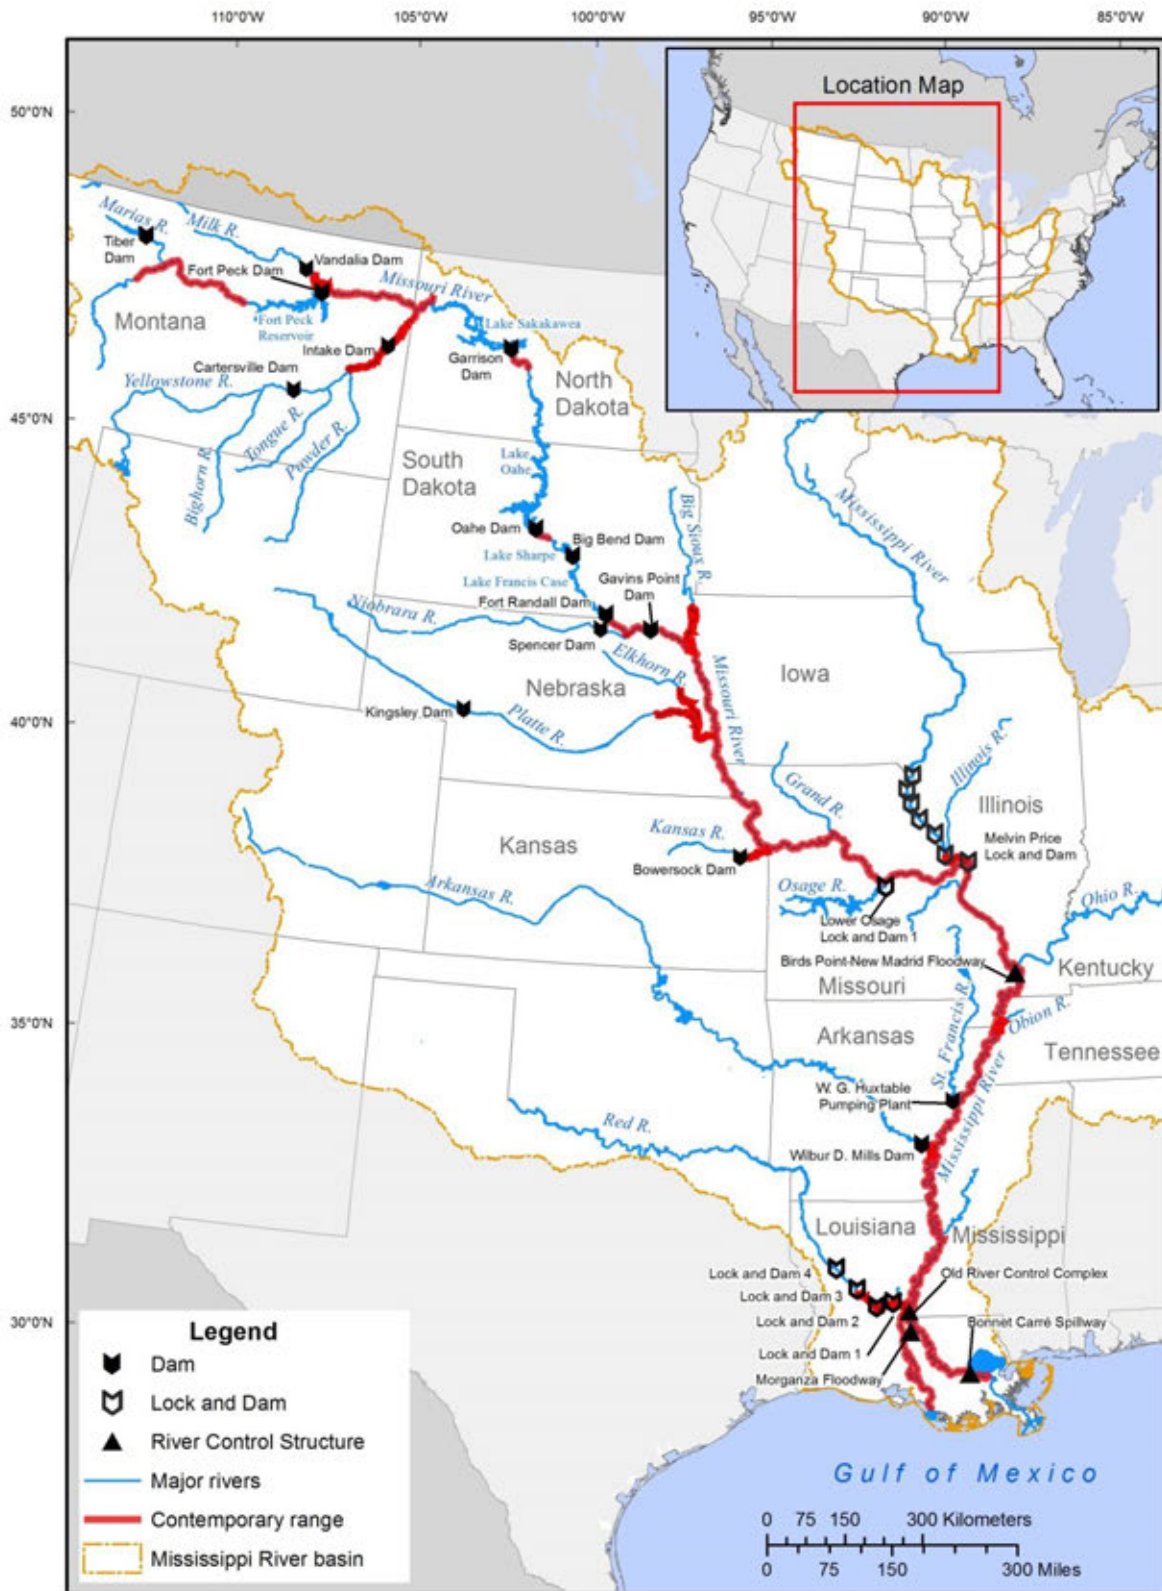 110°0'W 105°0'W 100°0'W 95°0'W 90°0'W 85°0'W
Location Map
50°0'N
Marias R.
Milk R.
Tiber
Dam
Vandalia Dam
Fort Peck Dam
Missouri River
Montana
Fort Peck
Reservoir
Lake Sakakawea
Intake Dam
Garrison
Dam
Cartersville Dam
Yellowstone R.
North
Dakota
45°0'N
Tongue R.
Powder R.
Bighorn R.
South
Dakota
Lake
Oahe
Mississippi River
Big Sioux R.
Oahe Dam
Big Bend Dam
Lake Sharpe
Gavins Point
Dam
Lake Francis Case
Fort Randall Dam
Niobrara R.
Spencer Dam
Elkhorn R.
Missouri River
Iowa
Nebraska
Kingsley Dam
Platte R.
40°0'N
Illinois R.
Grand R.
Illinois
Kansas R.
Kansas
Melvin Price
Lock and Dam
Bowersock Dam
Arkansas R.
Osage R.
Ohio R.
Lower Osage
Lock and Dam 1
Birds Point-New Madrid Floodway
Kentucky
Missouri
St. Francis R.
Obion R.
35°0'N
Arkansas
Tennessee
Mississippi River
W. G. Huxtable
Pumping Plant
Red R.
Wilbur D. Mills Dam
Louisiana
Mississippi
Lock and Dam 4
Old River Control Complex
Lock and Dam 3
Lock and Dam 2
Bonnet Carré Spillway
30°0'N
Lock and Dam 1
Morganza Floodway
Legend
Dam
Lock and Dam
River Control Structure
Major rivers
Contemporary range
Mississippi River basin
Gulf of Mexico
0 75 150 300 Kilometers
0 75 150 300 Miles